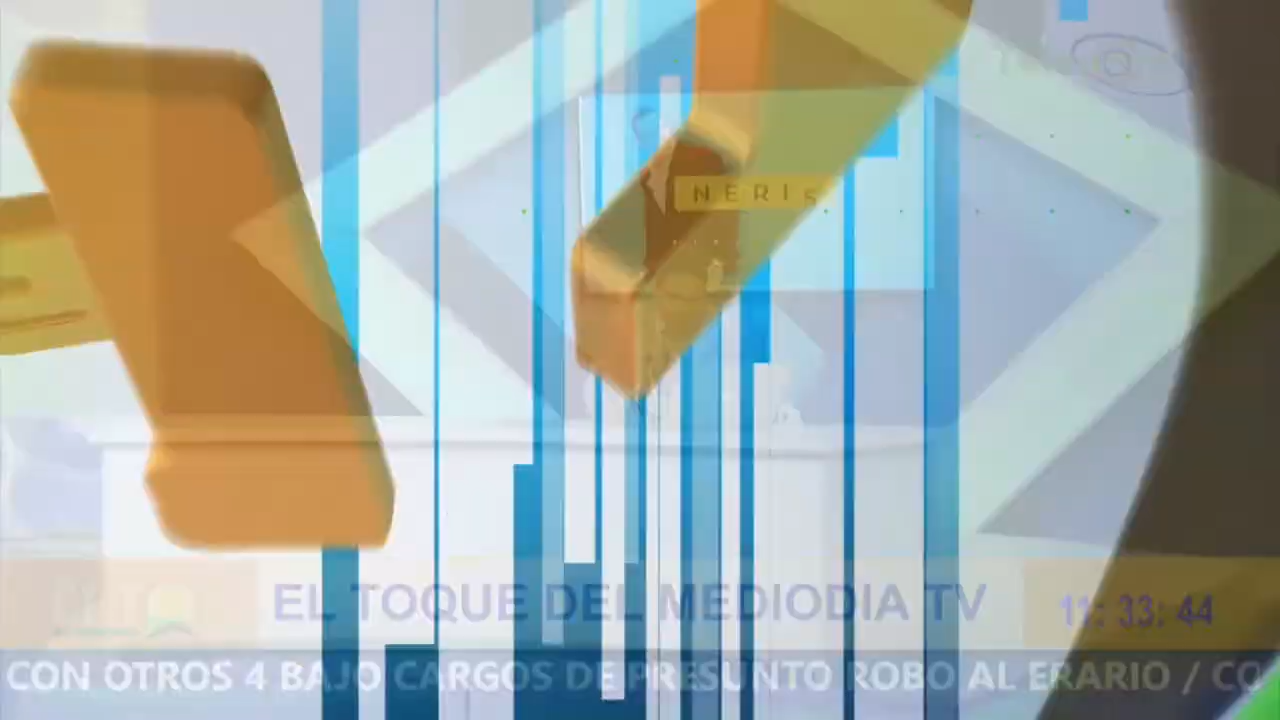 NERIS
EL TOQUE DEL MEDIODIA TV
11: 33: 44
CON OTROS 4 BAJO CARGOS DE PRESUNTO ROBO AL ERARIO / CO